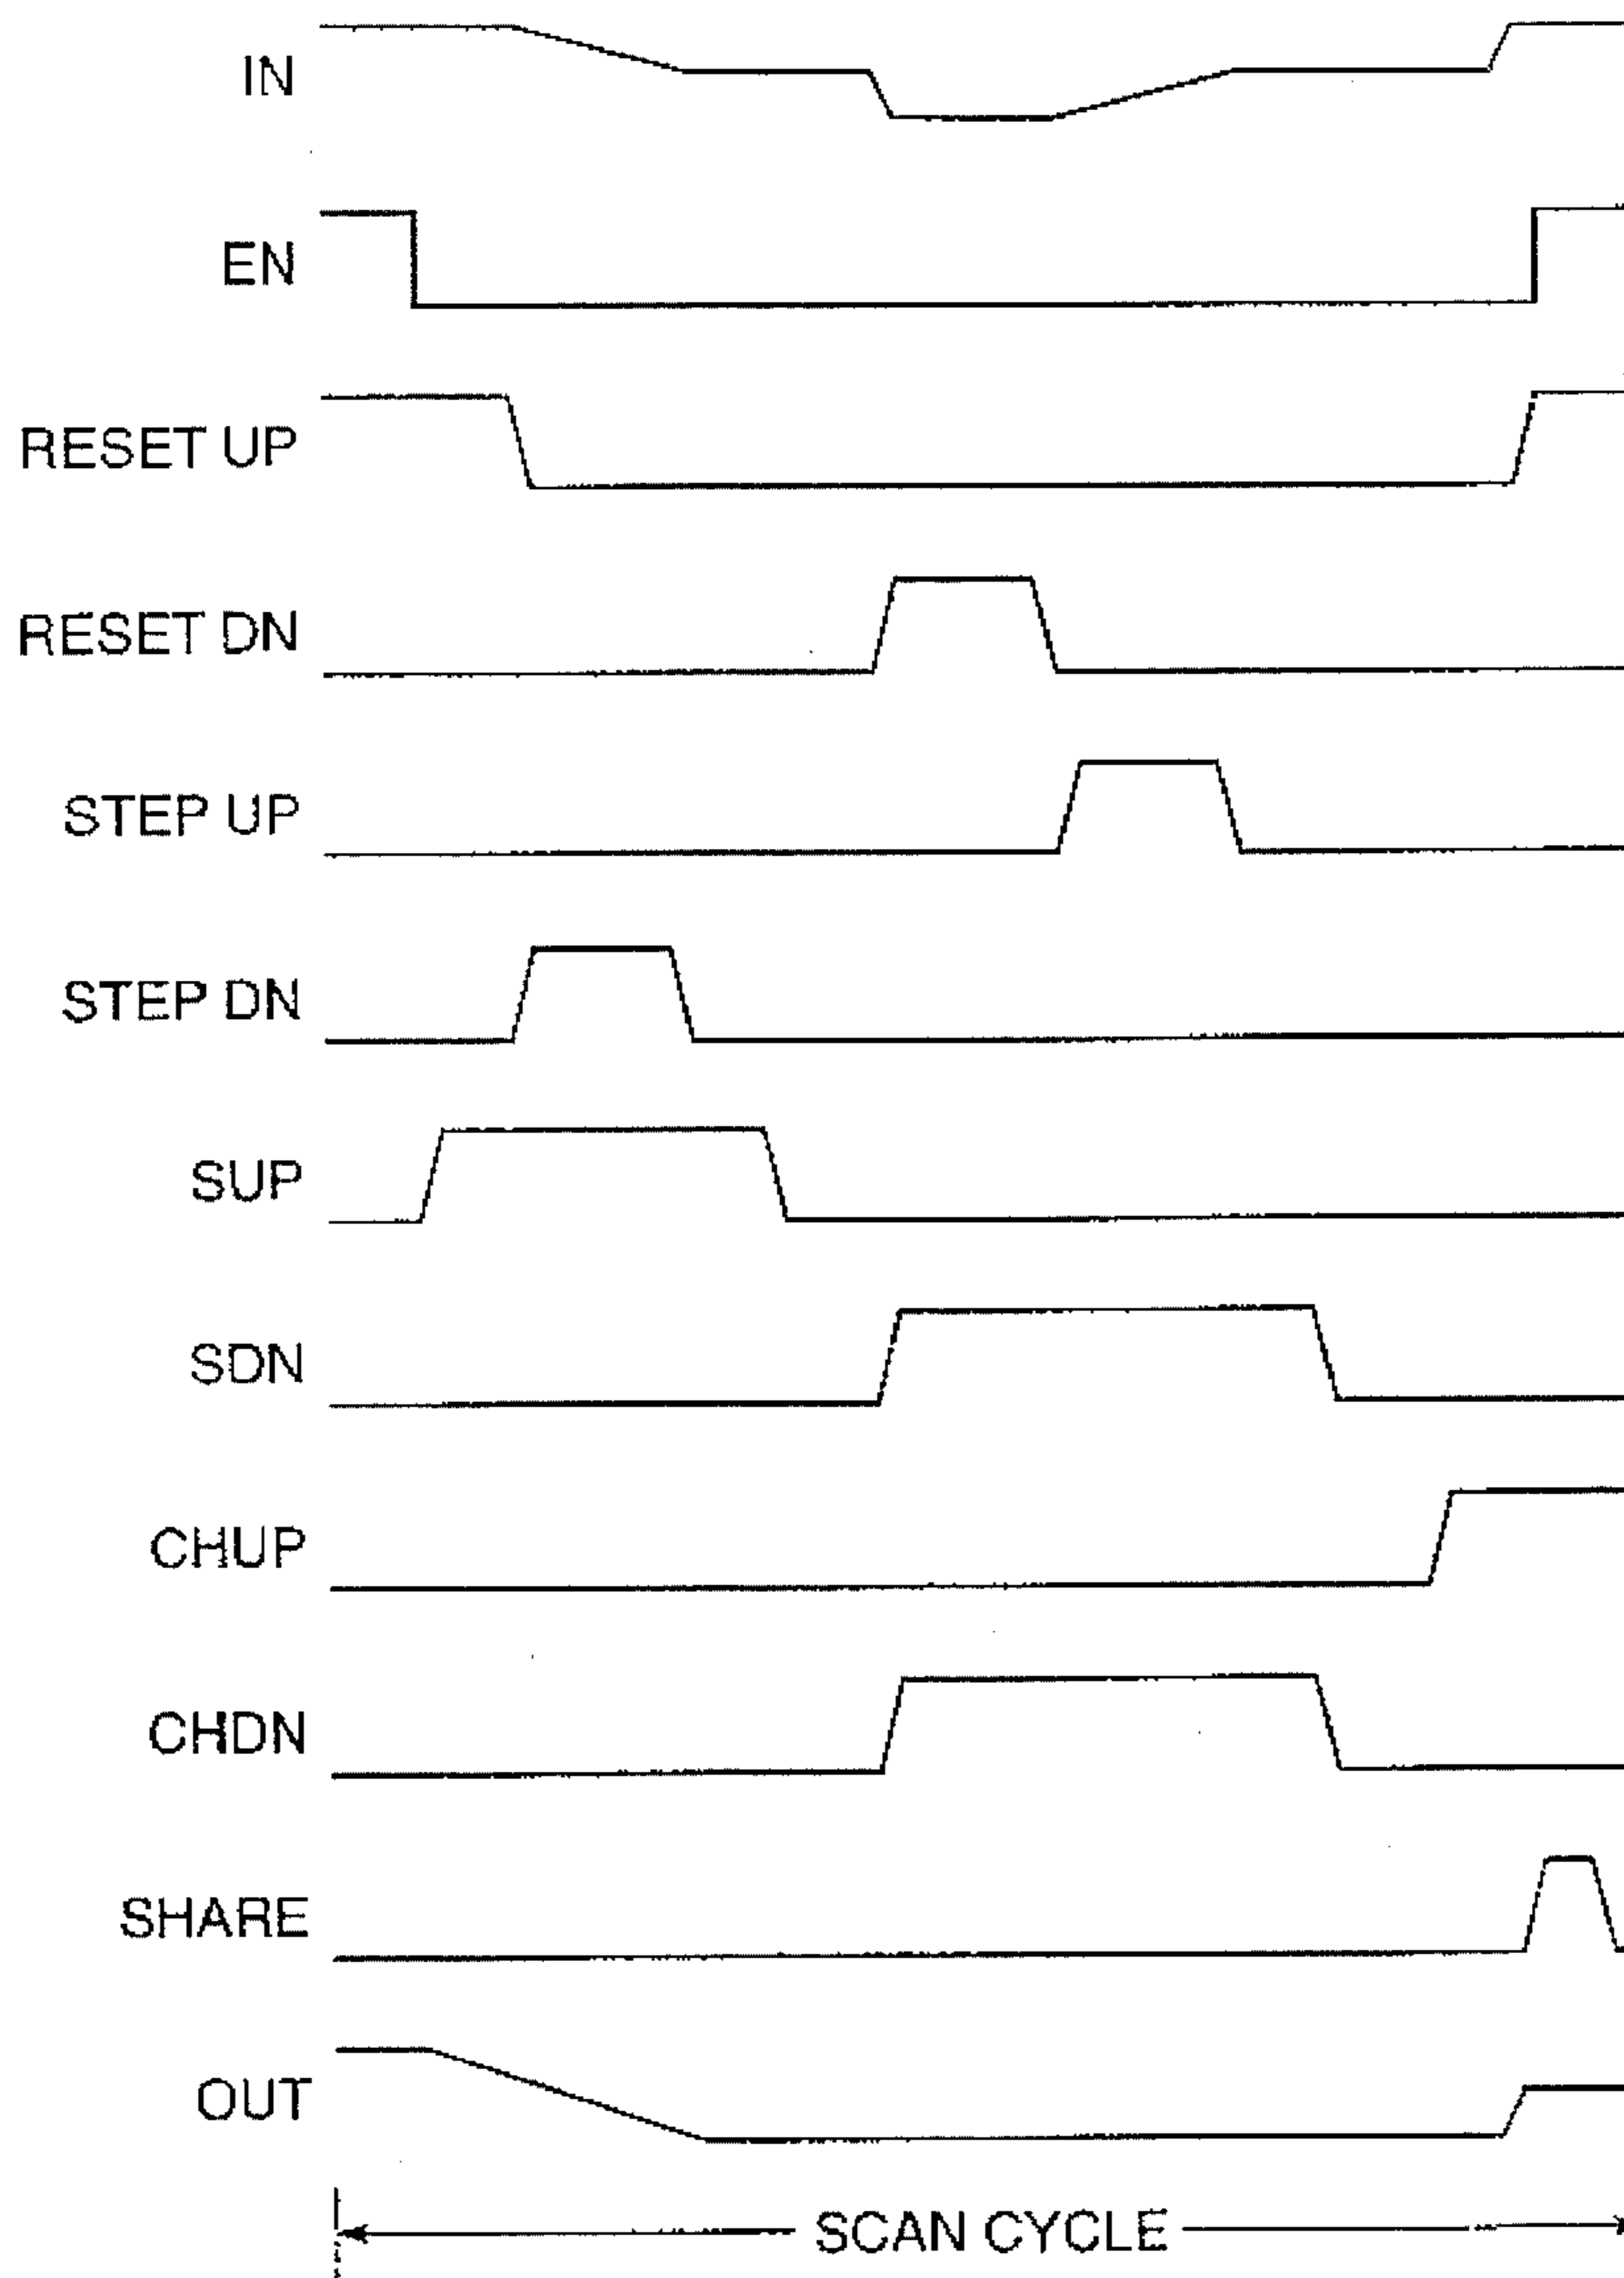 IN
EN
RESET UP
RESET DN
STEP UP
STEP DN
SUP
SDN
CHUP
CHDN
SHARE
OUT
SCAN CYCLE